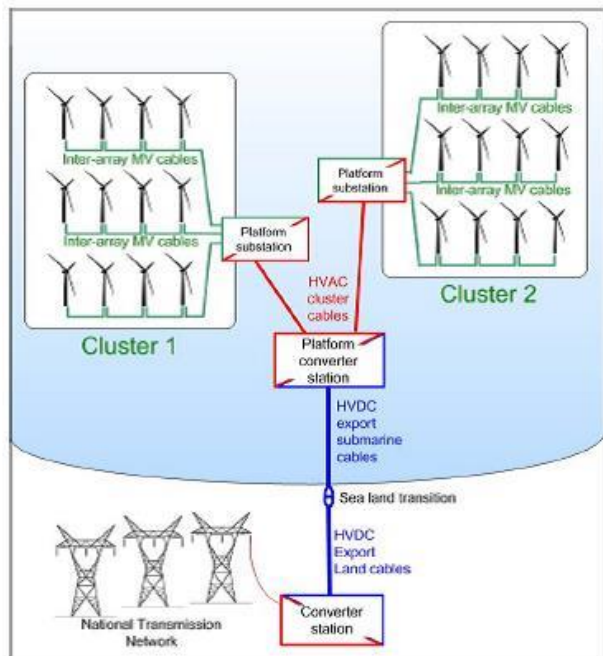 Inter-array MV cables
Inter-array MV cables
Platform
substation
Cluster 1
Inter-array MV cables
Inter-array MV cables
Platform
substation
Cluster 2
HVAC
cluster
cables
Platform
converter
station
HVDC
export
submarine
cables
Sea land transition
HVDC
Export
Land cables
National Transmission
Network
Converter
station